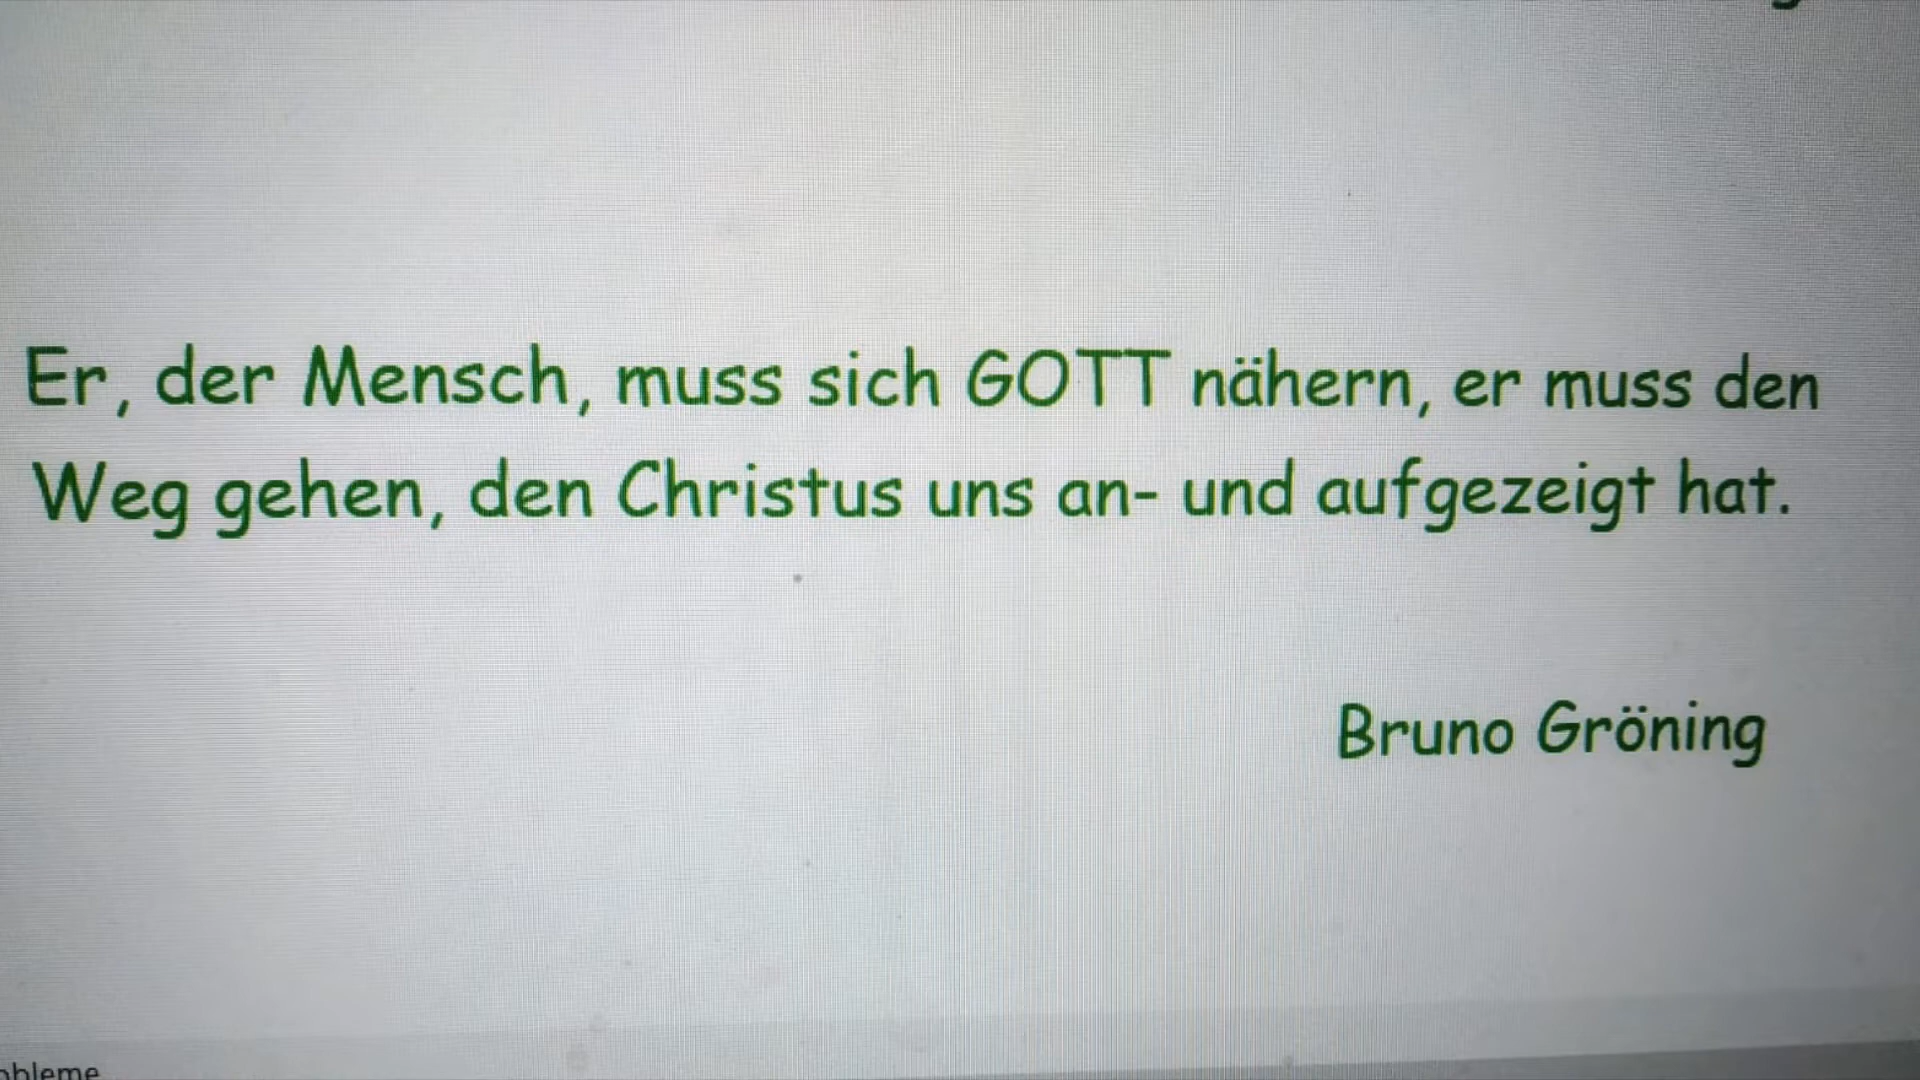 Er, der Mensch, muss sich GOTT nähern, er muss den
Weg gehen, den Christus uns an- und aufgezeigt hat.
Bruno Gröning